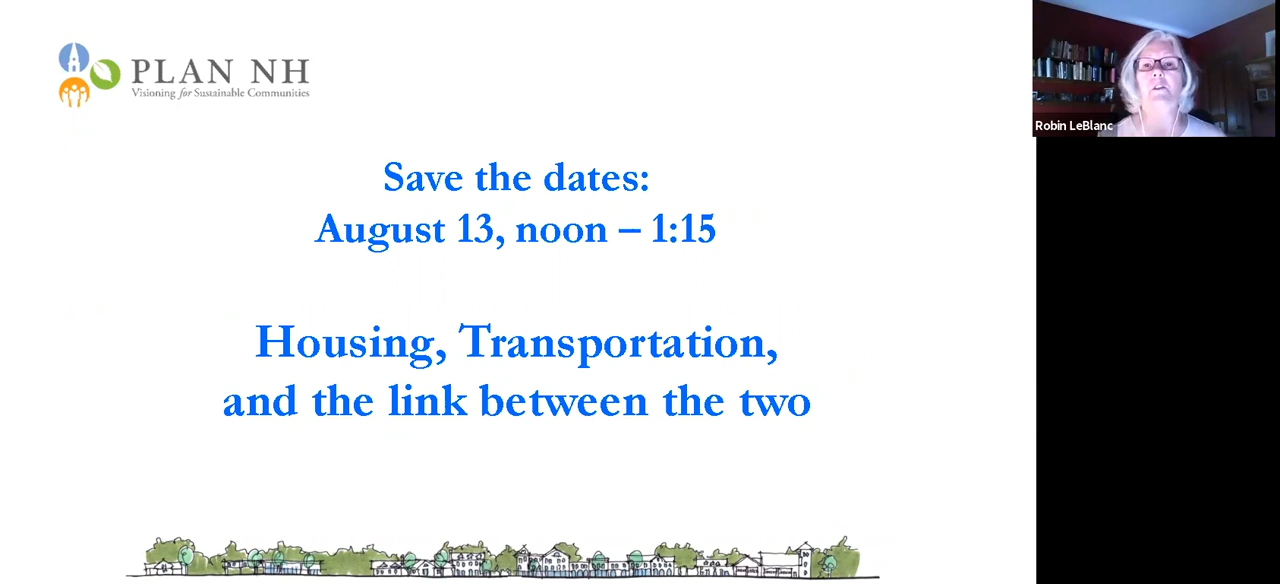 PLAN NH
Visioning for Sustainable Communities
Robin LeBlanc
Save the dates:
August 13, noon – 1:15
Housing, Transportation,
and the link between the two